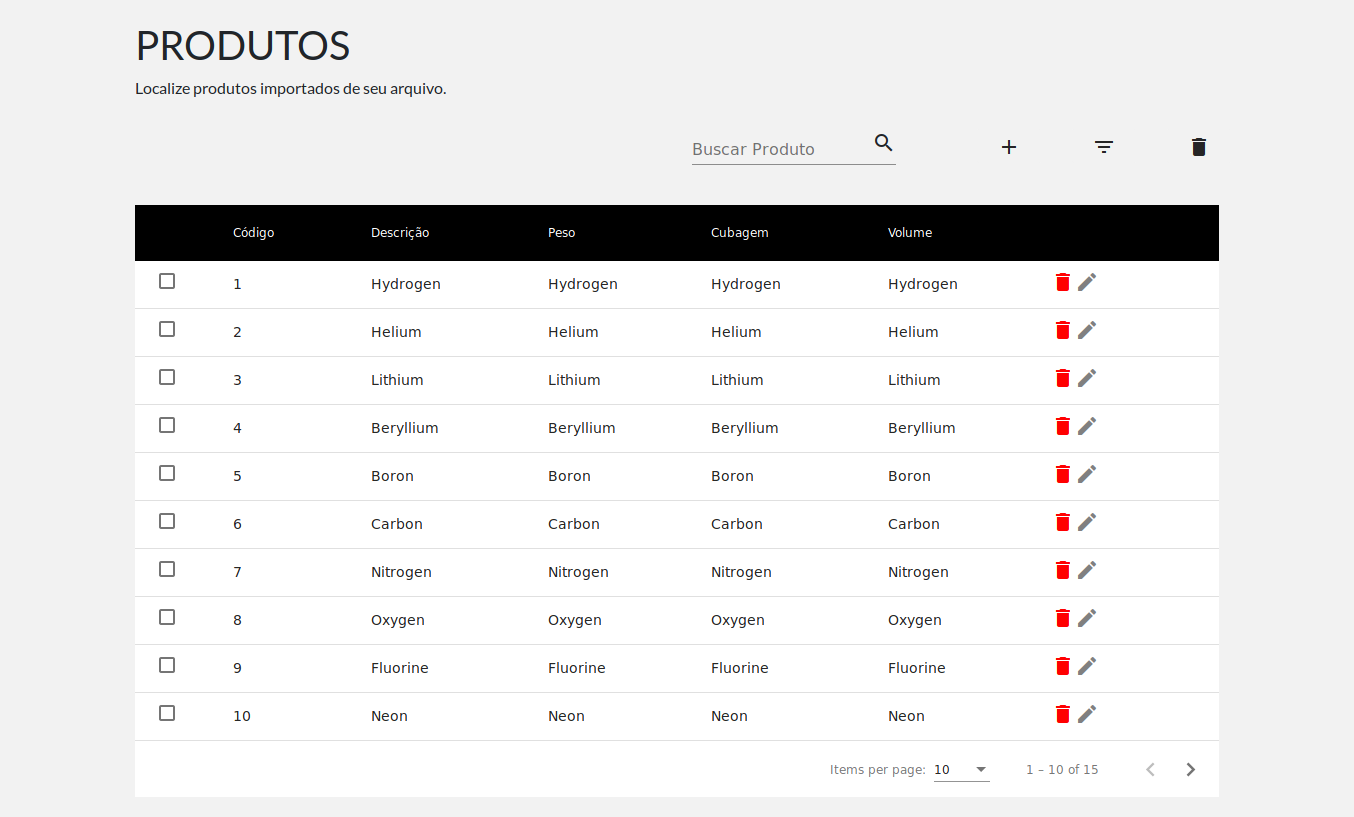 PRODUTOS
Localize produtos importados de seu arquivo.
Buscar Produto
Código Descrição Peso Cubagem Volume
1 Hydrogen Hydrogen Hydrogen Hydrogen
2 Helium Helium Helium Helium
3 Lithium Lithium Lithium Lithium
4 Beryllium Beryllium Beryllium Beryllium
5 Boron Boron Boron Boron
6 Carbon Carbon Carbon Carbon
7 Nitrogen Nitrogen Nitrogen Nitrogen
8 Oxygen Oxygen Oxygen Oxygen
9 Fluorine Fluorine Fluorine Fluorine
10 Neon Neon Neon Neon
Items per page: 10 1 – 10 of 15